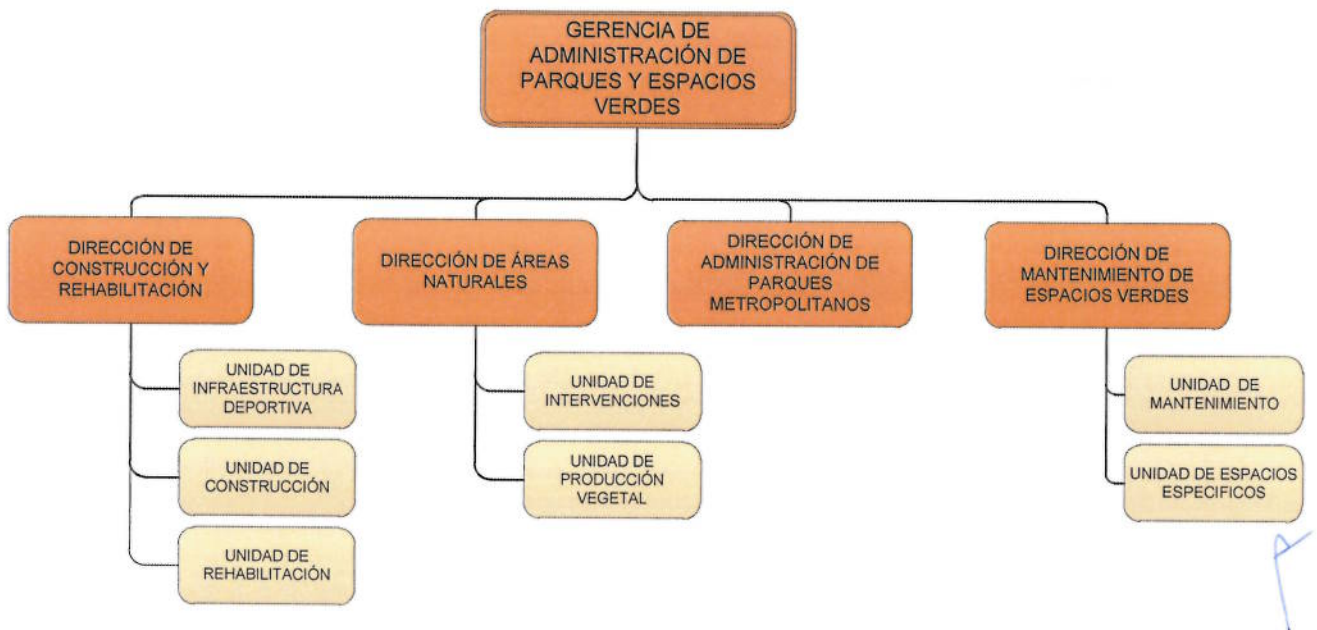 GERENCIA DE
ADMINISTRACIÓN DE
PARQUES Y ESPACIOS
VERDES
DIRECCIÓN DE
CONSTRUCCIÓN Y
REHABILITACIÓN
DIRECCIÓN DE ÁREAS
NATURALES
DIRECCIÓN DE
ADMINISTRACIÓN DE
PARQUES
METROPOLITANOS
DIRECCIÓN DE
MANTENIMIENTO DE
ESPACIOS VERDES
UNIDAD DE
INFRAESTRUCTURA
DEPORTIVA
UNIDAD DE
CONSTRUCCIÓN
UNIDAD DE
REHABILITACIÓN
UNIDAD DE
INTERVENCIONES
UNIDAD DE
PRODUCCIÓN
VEGETAL
UNIDAD DE
MANTENIMIENTO
UNIDAD DE ESPACIOS
ESPECIFICOS